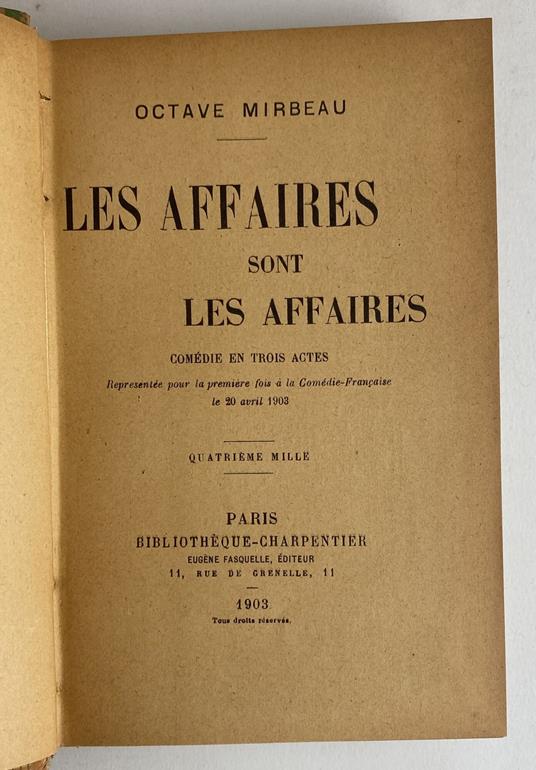 OCTAVE MIRBEAU
LES AFFAIRES
SONT
LES AFFAIRES
COMÉDIE EN TROIS ACTES
Représentée pour la première fois à la Comédie-Française
le 20 avril 1903
QUATRIÈME MILLE
PARIS
BIBLIOTHÈQUE-CHARPENTIER
EUGÈNE FASQUELLE, ÉDITEUR
11, RUE DE GRENELLE, 11
1903
Tous droits réservés.